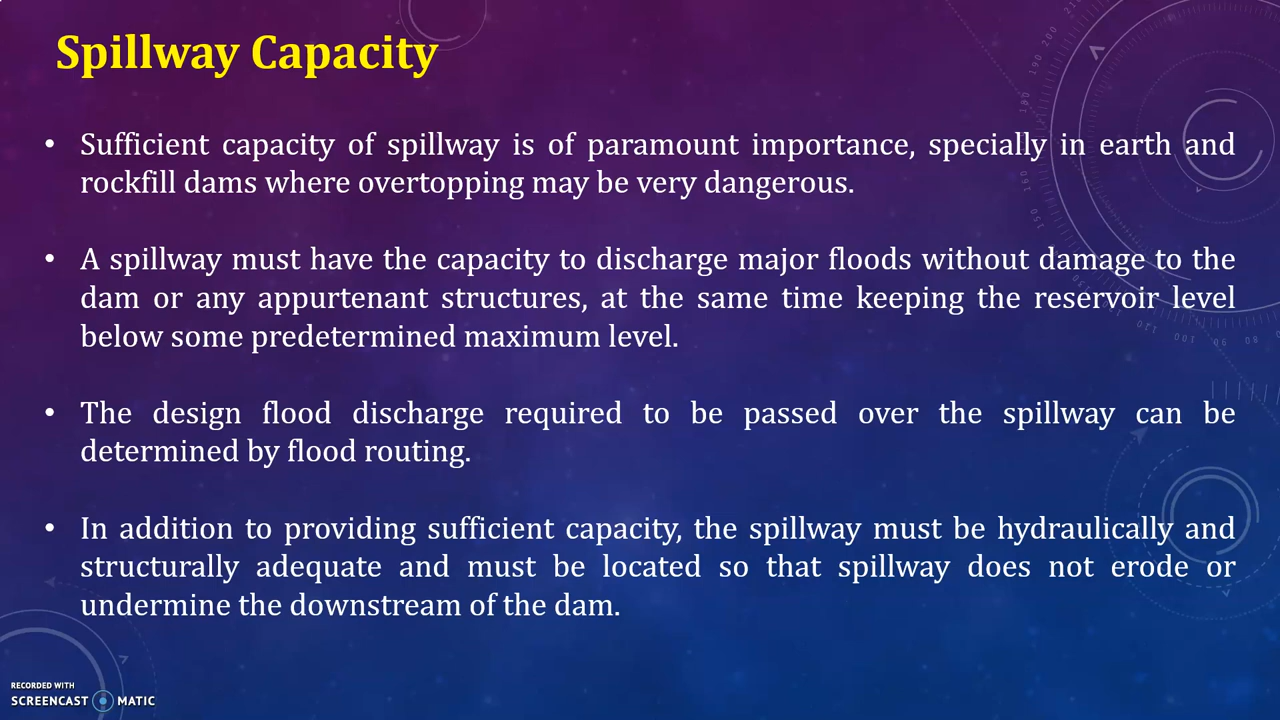 Spillway Capacity
• Sufficient capacity of spillway is of paramount importance, specially in earth and
rockfill dams where overtopping may be very dangerous.
• A spillway must have the capacity to discharge major floods without damage to the
dam or any appurtenant structures, at the same time keeping the reservoir level
below some predetermined maximum level.
• The design flood discharge required to be passed over the spillway can be
determined by flood routing.
• In addition to providing sufficient capacity, the spillway must be hydraulically and
structurally adequate and must be located so that spillway does not erode or
undermine the downstream of the dam.
RECORDED WITH
SCREENCAST MATIC